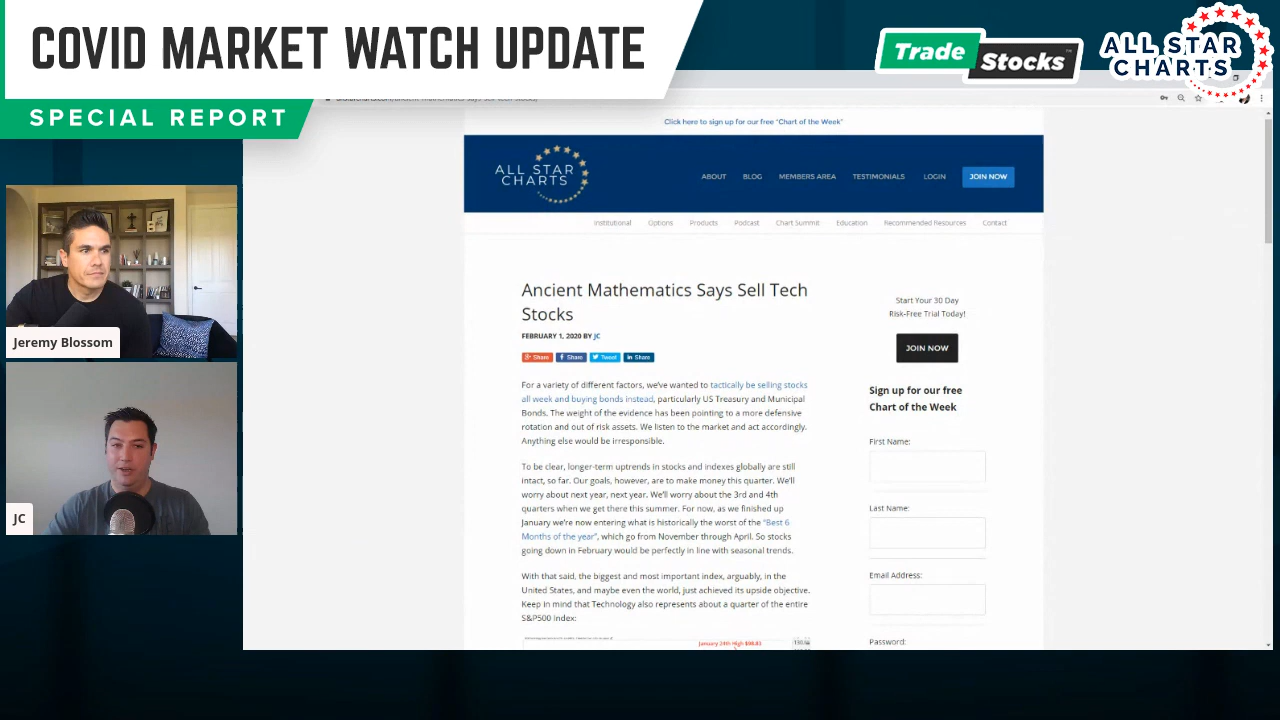 COVID MARKET WATCH UPDATE
SPECIAL REPORT
Trade
Stocks
ALL STAR
CHARTS
Jeremy Blossom
JC
Click here to sign up for our free "Chart of the Week"
ALL STAR
CHARTS
ABOUT BLOG MEMBERS AREA TESTIMONIALS LOGIN JOIN NOW
Institutional Options Products Podcast Chart Summit Education Recommended Resources Contact
Ancient Mathematics Says Sell Tech
Stocks
FEBRUARY 1, 2020 BY JC
Share Share Tweet Share
For a variety of different factors, we've wanted to tactically be selling stocks
all week and buying bonds instead, particularly US Treasury and Municipal
Bonds. The weight of the evidence has been pointing to a more defensive
rotation and out of risk assets. We listen to the market and act accordingly.
Anything else would be irresponsible.
To be clear, longer-term uptrends in stocks and indexes globally are still
intact, so far. Our goals, however, are to make money this quarter. We'll
worry about next year, next year. We'll worry about the 3rd and 4th
quarters when we get there this summer. For now, as we finished up
January we're now entering what is historically the worst of the "Best 6
Months of the year", which go from November through April. So stocks
going down in February would be perfectly in line with seasonal trends.
With that said, the biggest and most important index, arguably, in the
United States, and maybe even the world, just achieved its upside objective.
Keep in mind that Technology also represents about a quarter of the entire
S&P500 Index:
January 24th High $98.83
Start Your 30 Day
Risk-Free Trial Today!
JOIN NOW
Sign up for our free
Chart of the Week
First Name:
Last Name:
Email Address:
Password: